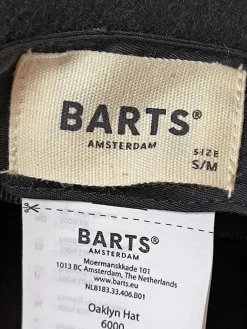 BARTS®
AMSTERDAM
SIZE
S/M
BARTS®
AMSTERDAM
Moermanskkade 101
1013 BC Amsterdam, The Netherlands
www.barts.eu
NL8183.33.406.B01
Oaklyn Hat
6000